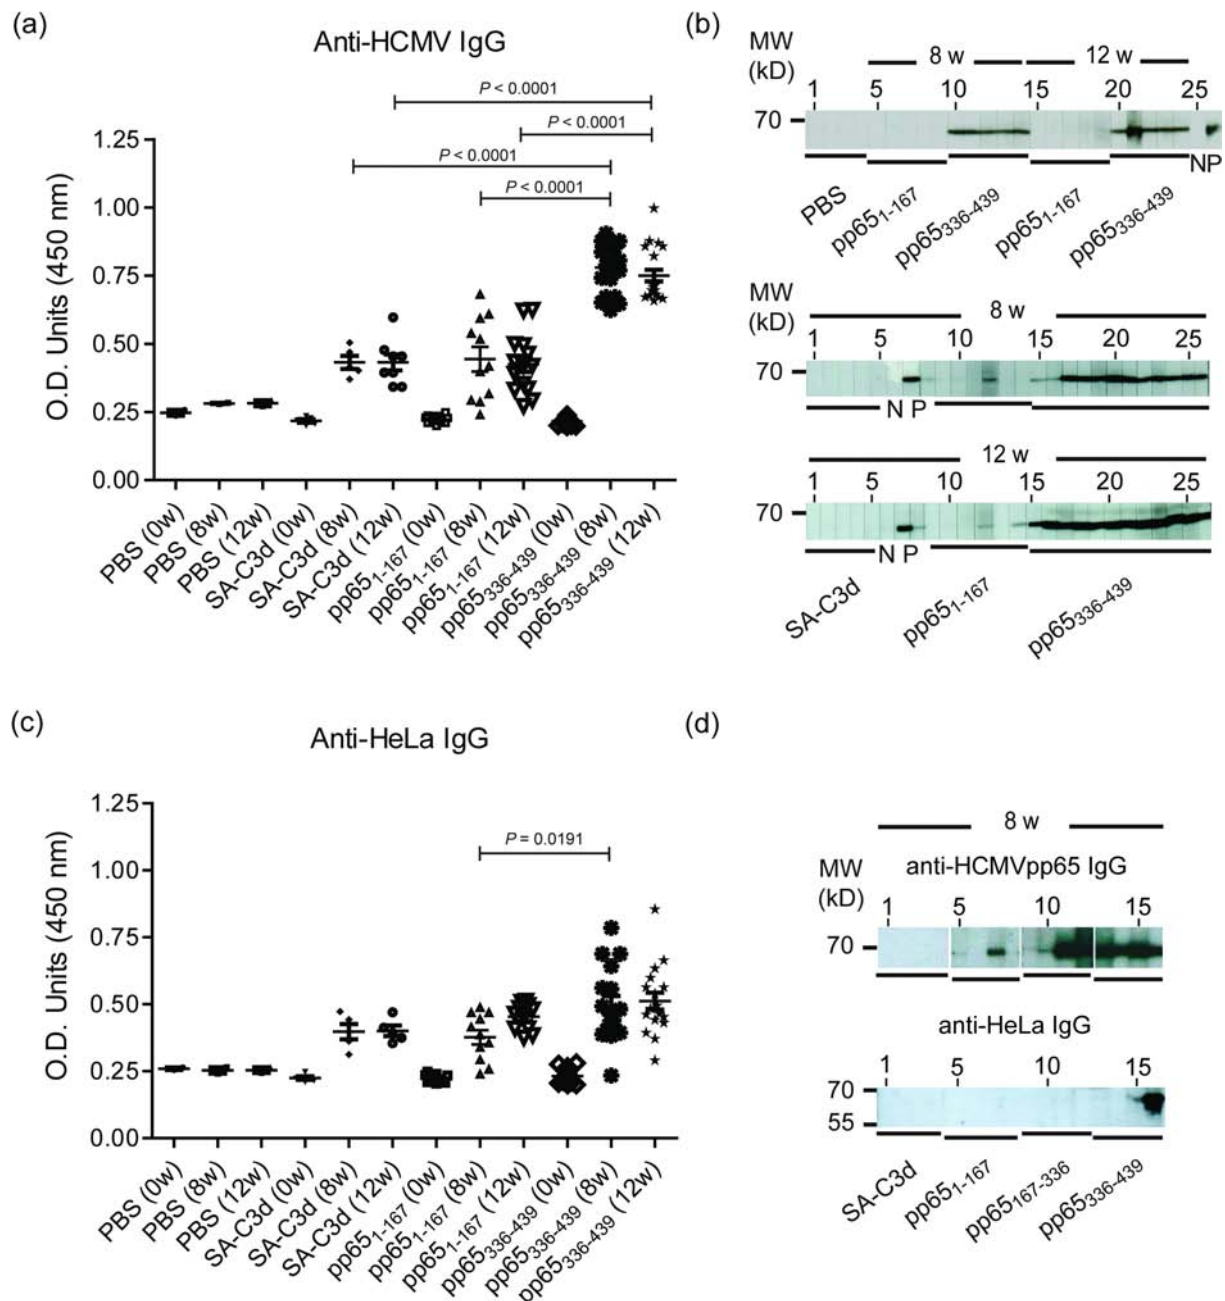 (a)
Anti-HCMV IgG
P < 0.0001
P < 0.0001
P < 0.0001
P < 0.0001
O.D. Units (450 nm)
1.25
1.00
0.75
0.50
0.25
0.00
PBS (0w)
PBS (8w)
PBS (12w)
SA-C3d (0w)
SA-C3d (8w)
SA-C3d (12w)
pp65₁₋₁₆₇ (0w)
pp65₁₋₁₆₇ (8w)
pp65₁₋₁₆₇ (12w)
pp65₃₃₆₋₄₃₉ (0w)
pp65₃₃₆₋₄₃₉ (8w)
pp65₃₃₆₋₄₃₉ (12w)
(b)
MW 8 w 12 w
(kD) 1 5 10 15 20 25
70
NP
PBS
pp65₁₋₁₆₇
pp65₃₃₆₋₄₃₉
pp65₁₋₁₆₇
pp65₃₃₆₋₄₃₉
MW 8 w
(kD) 1 5 10 15 20 25
70
N P
12 w
1 5 10 15 20 25
70
N P
SA-C3d
pp65₁₋₁₆₇
pp65₃₃₆₋₄₃₉
(c)
Anti-HeLa IgG
P = 0.0191
O.D. Units (450 nm)
1.25
1.00
0.75
0.50
0.25
0.00
PBS (0w)
PBS (8w)
PBS (12w)
SA-C3d (0w)
SA-C3d (8w)
SA-C3d (12w)
pp65₁₋₁₆₇ (0w)
pp65₁₋₁₆₇ (8w)
pp65₁₋₁₆₇ (12w)
pp65₃₃₆₋₄₃₉ (0w)
pp65₃₃₆₋₄₃₉ (8w)
pp65₃₃₆₋₄₃₉ (12w)
(d)
8 w
MW anti-HCMVpp65 IgG
(kD) 1 5 10 15
70
anti-HeLa IgG
1 5 10 15
70
55
SA-C3d
pp65₁₋₁₆₇
pp65₁₆₇₋₃₃₆
pp65₃₃₆₋₄₃₉